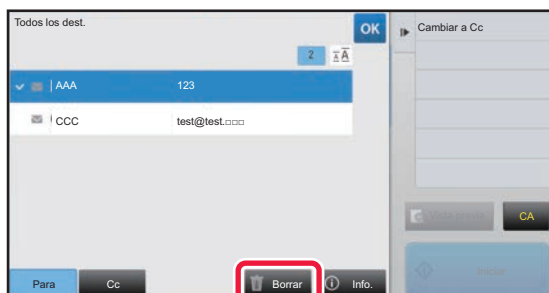 Todos los dest.
OK
Cambiar a Cc
2
AAA 123
CCC test@test.□□□
CA
Para Cc Borrar Info.